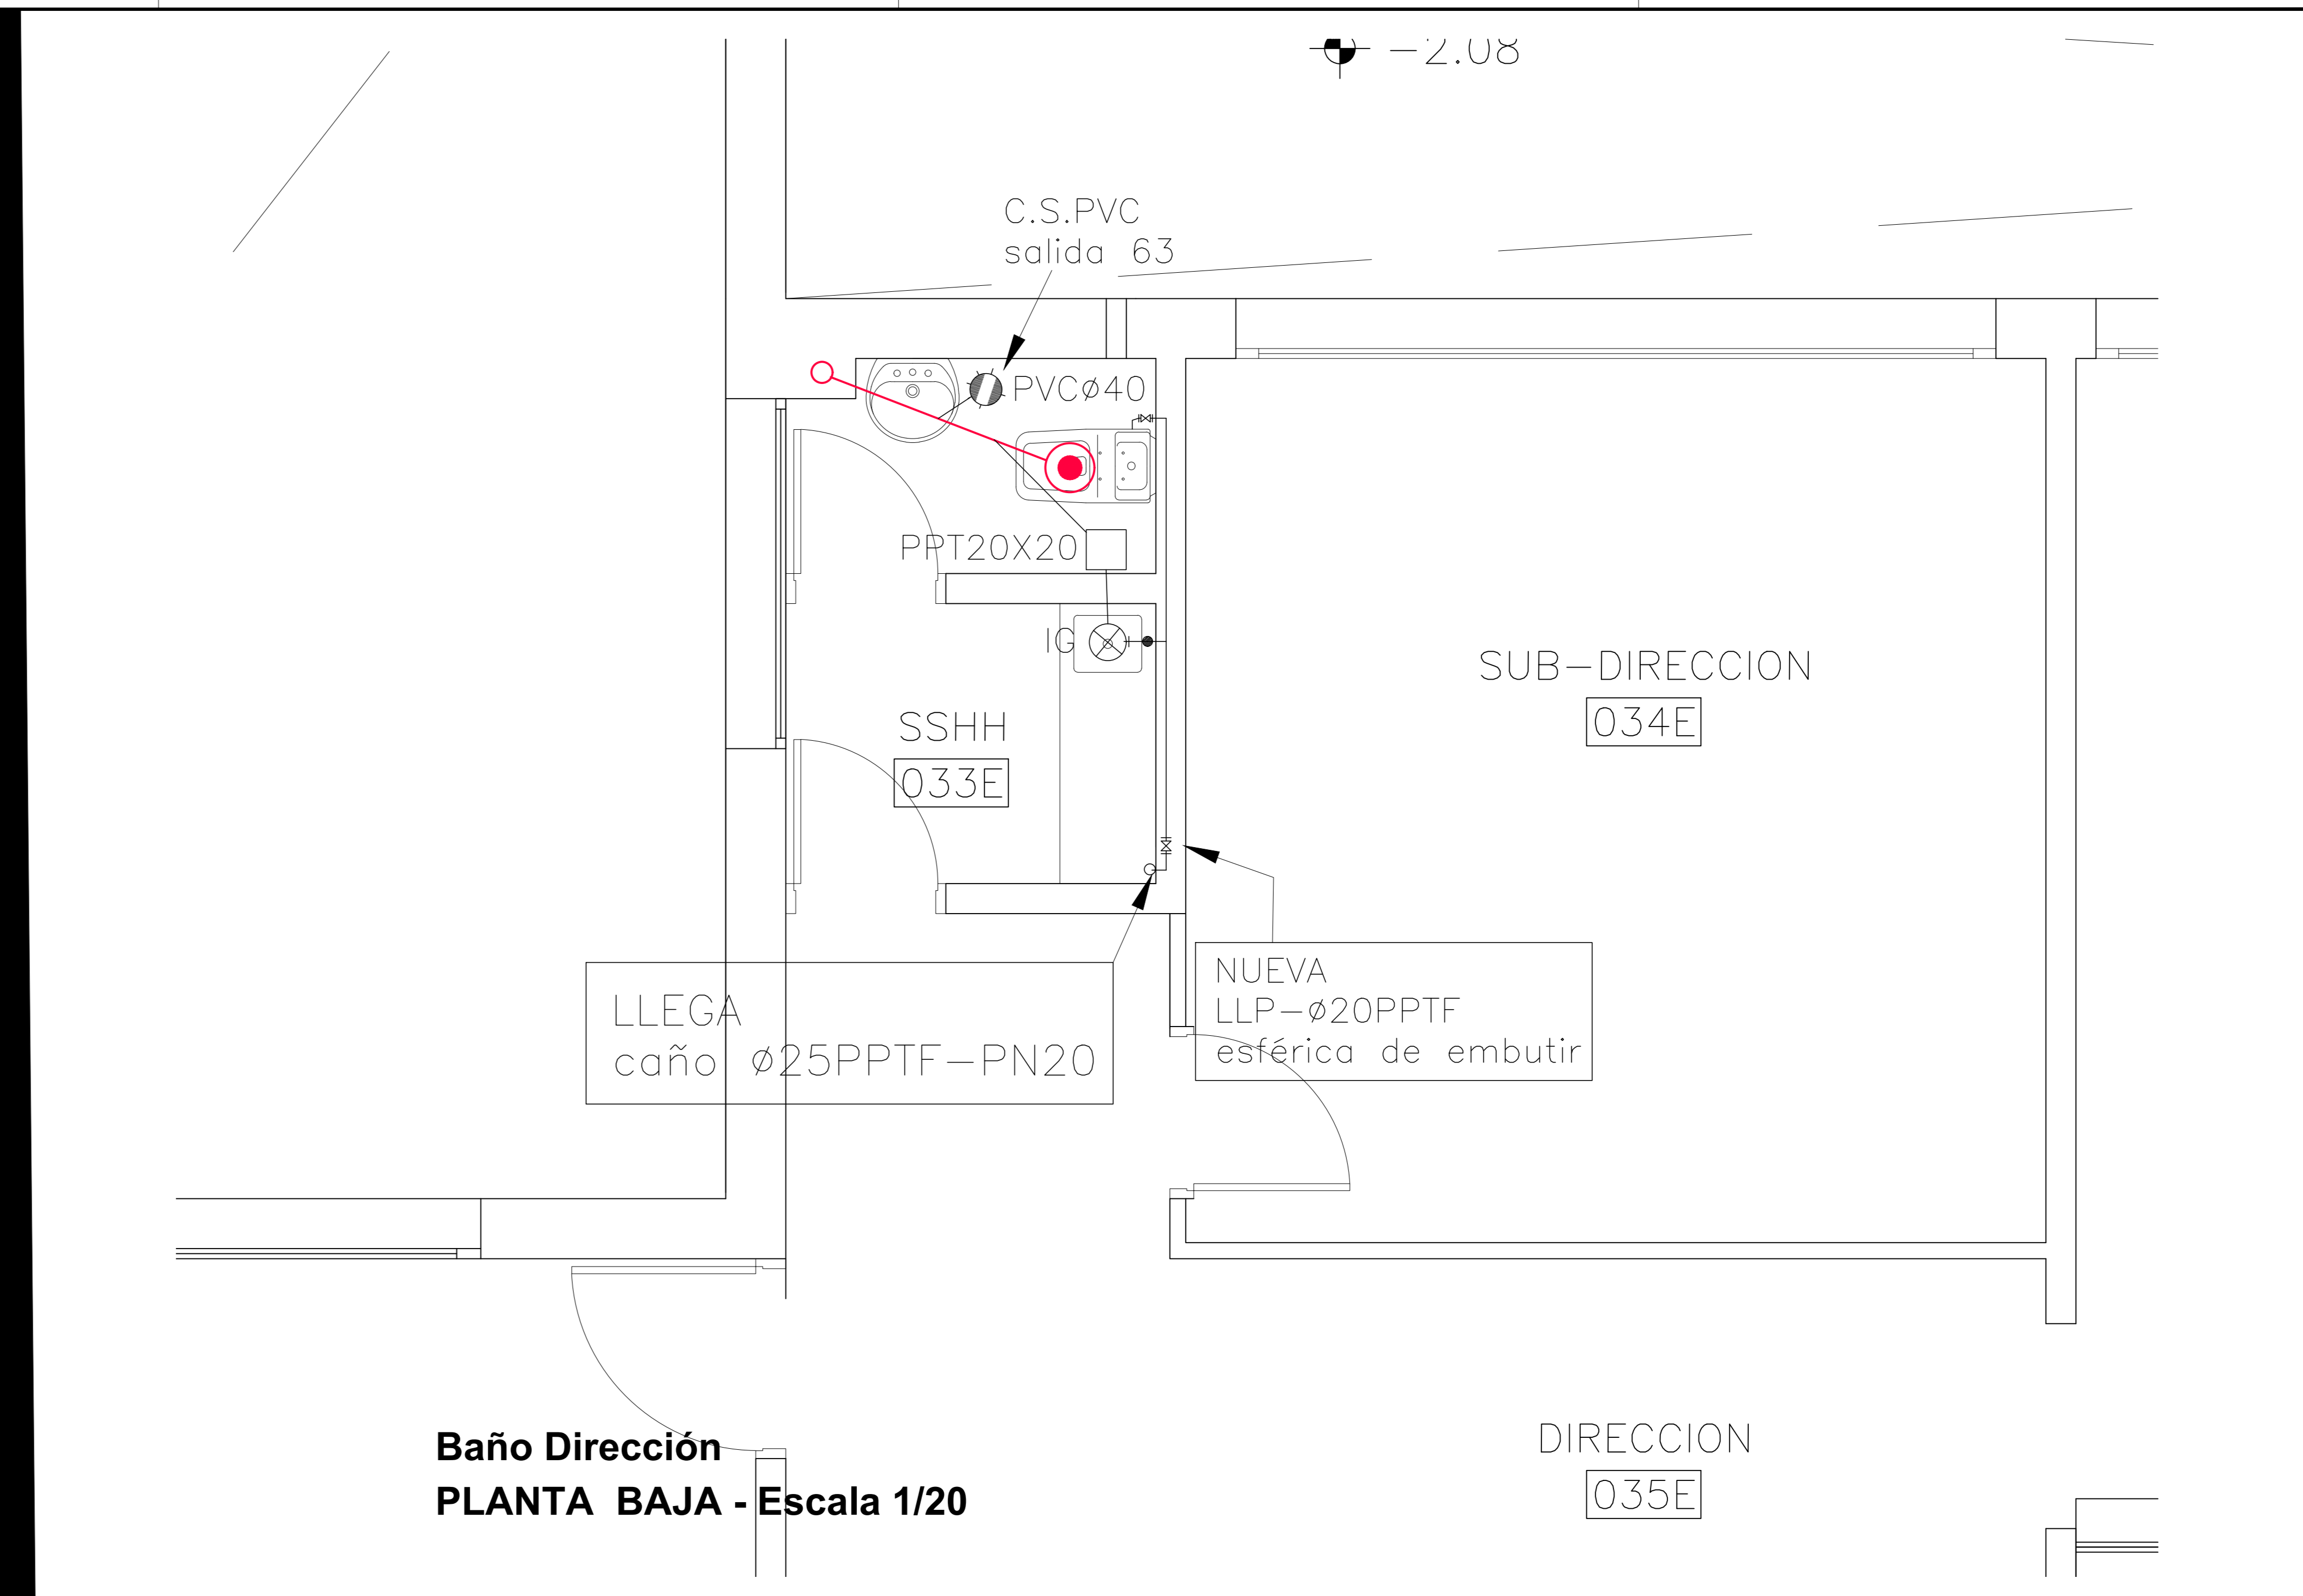 -2.08
C.S.PVC
salida 63
PVCø40
PPT20X20
IG
SUB-DIRECCION
034E
SSHH
033E
NUEVA
LLP-ø20PPTF
esférica de embutir
LLEGA
caño ø25PPTF-PN20
Baño Dirección
PLANTA BAJA - Escala 1/20
DIRECCION
035E